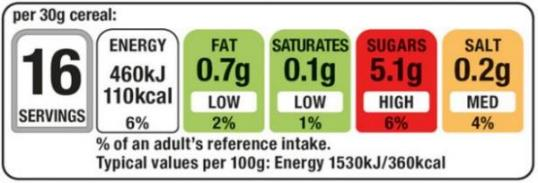 per 30g cereal:
16
SERVINGS
ENERGY
460kJ
110kcal
6%
FAT
0.7g
LOW
2%
SATURATES
0.1g
LOW
1%
SUGARS
5.1g
HIGH
6%
SALT
0.2g
MED
4%
% of an adult's reference intake.
Typical values per 100g: Energy 1530kJ/360kcal